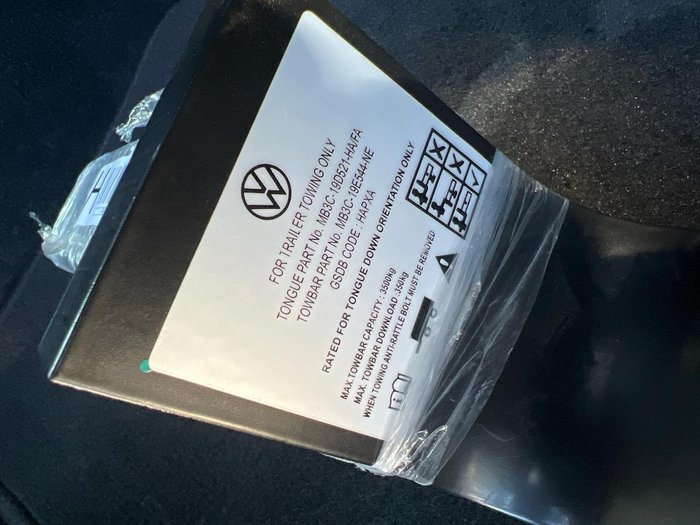 FOR TRAILER TOWING ONLY
TONGUE PART No. MB3C-19D521-HA/FA
TOWBAR PART No. MB3C-19E544-NE
GSDB CODE : HAPXA
RATED FOR TONGUE DOWN ORIENTATION ONLY
MAX.TOWBAR CAPACITY : 3500kg
MAX. TOWBAR DOWNLOAD :350kg
WHEN TOWING ANTI-RATTLE BOLT MUST BE REMOVED